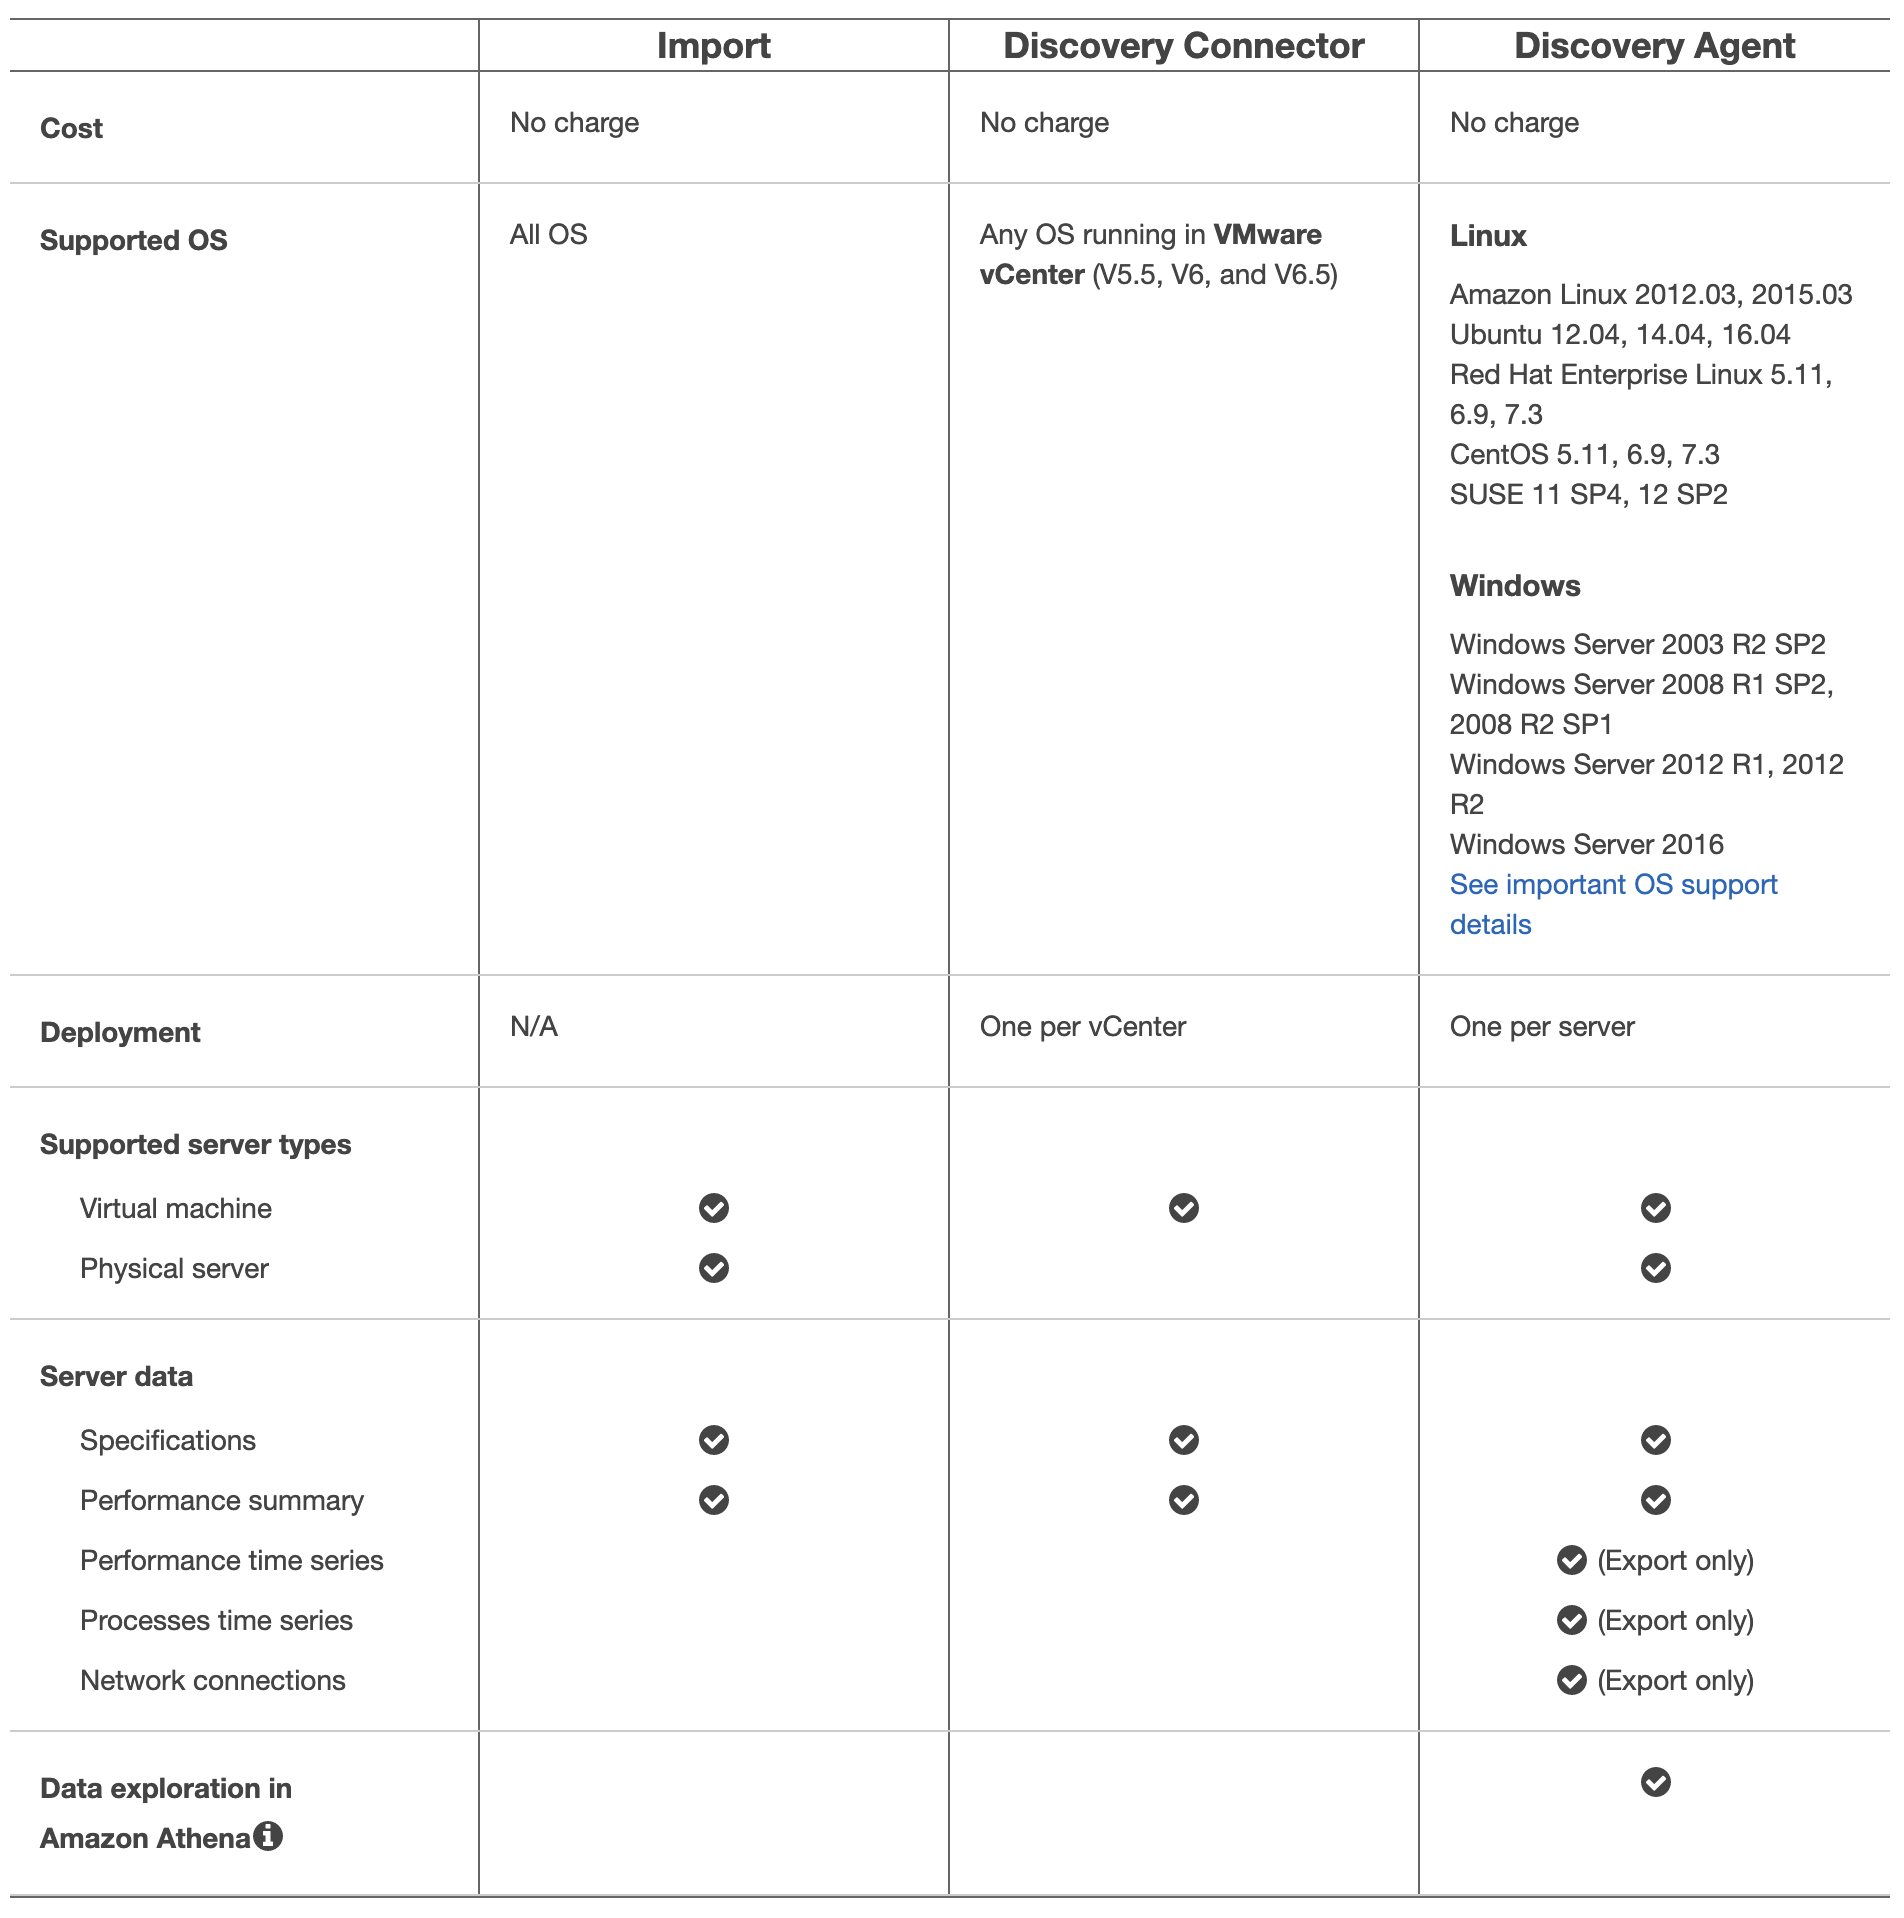 Import
Discovery Connector
Discovery Agent
Cost
No charge
No charge
No charge
Supported OS
All OS
Any OS running in VMware
vCenter (V5.5, V6, and V6.5)
Linux
Amazon Linux 2012.03, 2015.03
Ubuntu 12.04, 14.04, 16.04
Red Hat Enterprise Linux 5.11,
6.9, 7.3
CentOS 5.11, 6.9, 7.3
SUSE 11 SP4, 12 SP2
Windows
Windows Server 2003 R2 SP2
Windows Server 2008 R1 SP2,
2008 R2 SP1
Windows Server 2012 R1, 2012
R2
Windows Server 2016
See important OS support
details
Deployment
N/A
One per vCenter
One per server
Supported server types
Virtual machine
Physical server
Server data
Specifications
Performance summary
Performance time series
(Export only)
Processes time series
(Export only)
Network connections
(Export only)
Data exploration in
Amazon Athena